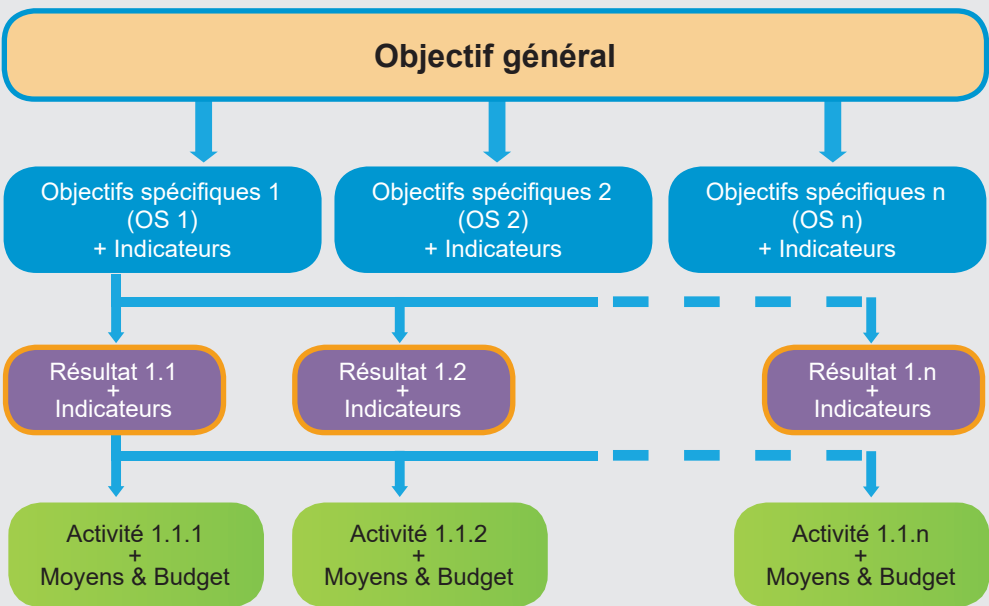 Objectif général
Objectifs spécifiques 1
(OS 1)
+ Indicateurs
Objectifs spécifiques 2
(OS 2)
+ Indicateurs
Objectifs spécifiques n
(OS n)
+ Indicateurs
Résultat 1.1
+
Indicateurs
Résultat 1.2
+
Indicateurs
Résultat 1.n
+
Indicateurs
Activité 1.1.1
+
Moyens & Budget
Activité 1.1.2
+
Moyens & Budget
Activité 1.1.n
+
Moyens & Budget